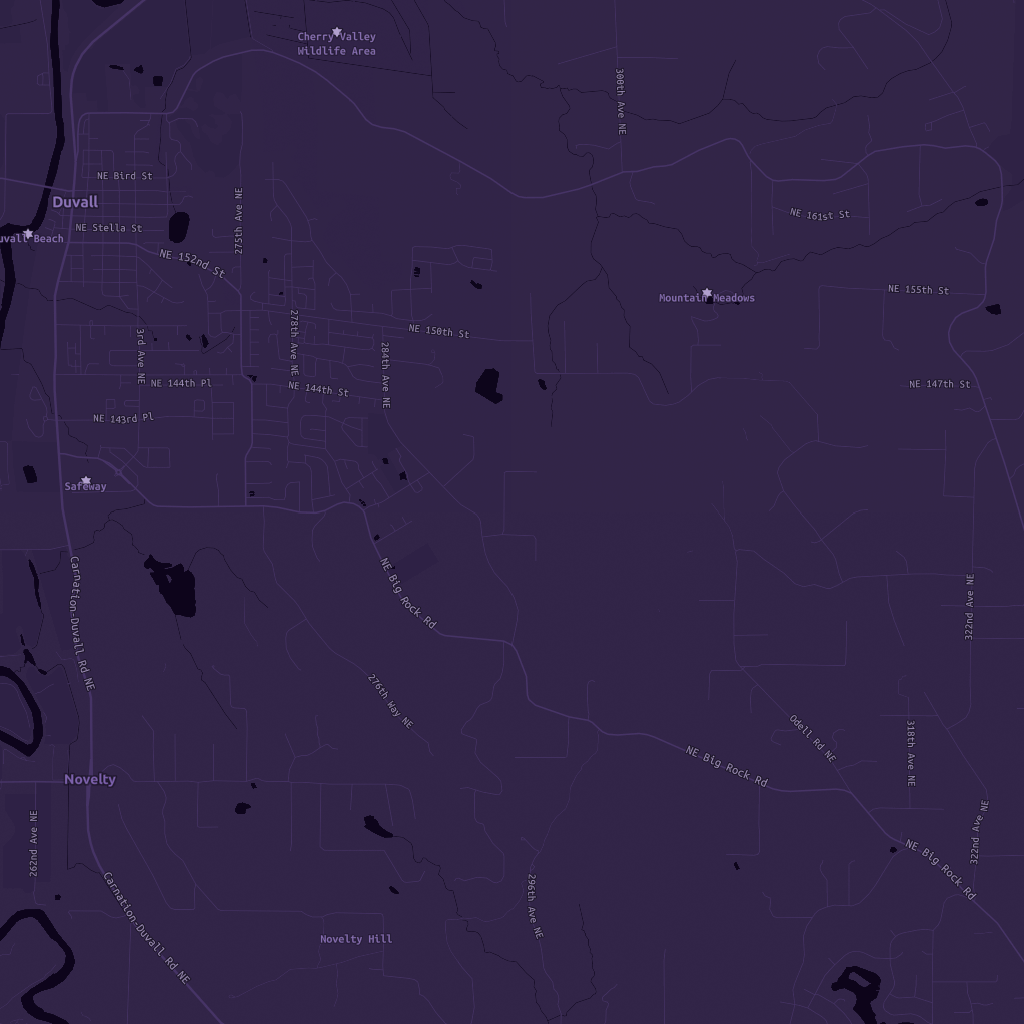 Cherry Valley
Wildlife Area
300th Ave NE
NE Bird St
Duvall
NE 161st St
275th Ave NE
NE Stella St
uvall Beach
NE 152nd St
NE 155th St
Mountain Meadows
NE 150th St
278th Ave NE
3rd Ave NE
284th Ave NE
NE 144th Pl
NE 144th St
NE 147th St
NE 143rd Pl
Safeway
Carnation-Duvall Rd NE
NE Big Rock Rd
322nd Ave NE
276th Way NE
Odell Rd NE
318th Ave NE
NE Big Rock Rd
Novelty
262nd Ave NE
322nd Ave NE
NE Big Rock Rd
Carnation-Duvall Rd NE
296th Ave NE
Novelty Hill